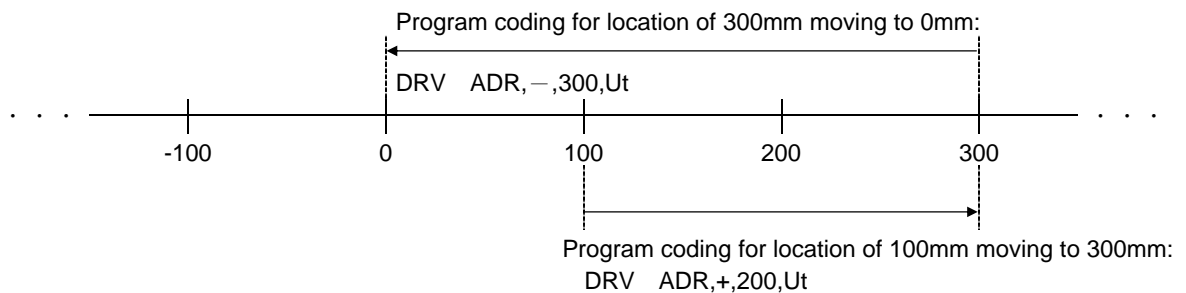 Program coding for location of 300mm moving to 0mm:
DRV ADR,－,300,Ut
. . . . . .
-100 0 100 200 300
Program coding for location of 100mm moving to 300mm:
DRV ADR,+,200,Ut